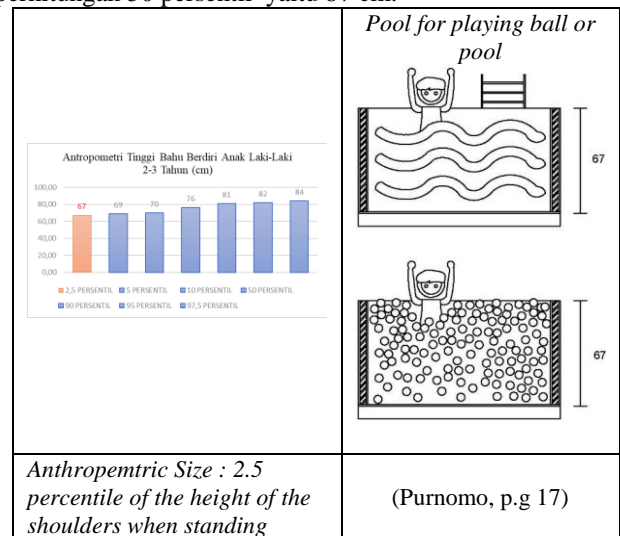 Pool for playing ball or
pool
Antropometri Tinggi Bahu Berdiri Anak Laki-Laki
2-3 Tahun (cm)
100,00
80,00
60,00
40,00
20,00
0,00
67
69
70
76
81
82
84
2,5 PERSENTIL
5 PERSENTIL
10 PERSENTIL
50 PERSENTIL
90 PERSENTIL
95 PERSENTIL
97,5 PERSENTIL
67
67
Anthropemtric Size : 2.5
percentile of the height of the
shoulders when standing
(Purnomo, p.g 17)